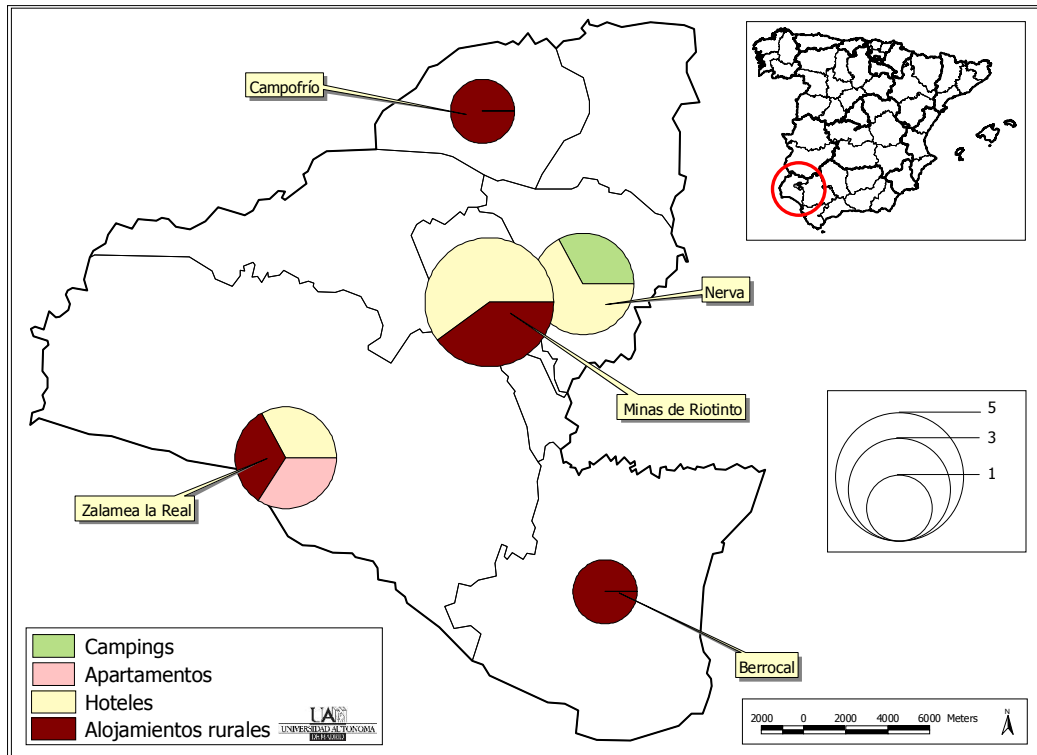 Campofrío
Nerva
Minas de Riotinto
Zalamea la Real
Berrocal
5
3
1
Campings
Apartamentos
Hoteles
Alojamientos rurales
UA
UNIVERSIDAD AUTONOMA
DE MADRID
2000 0 2000 4000 6000 Meters
N